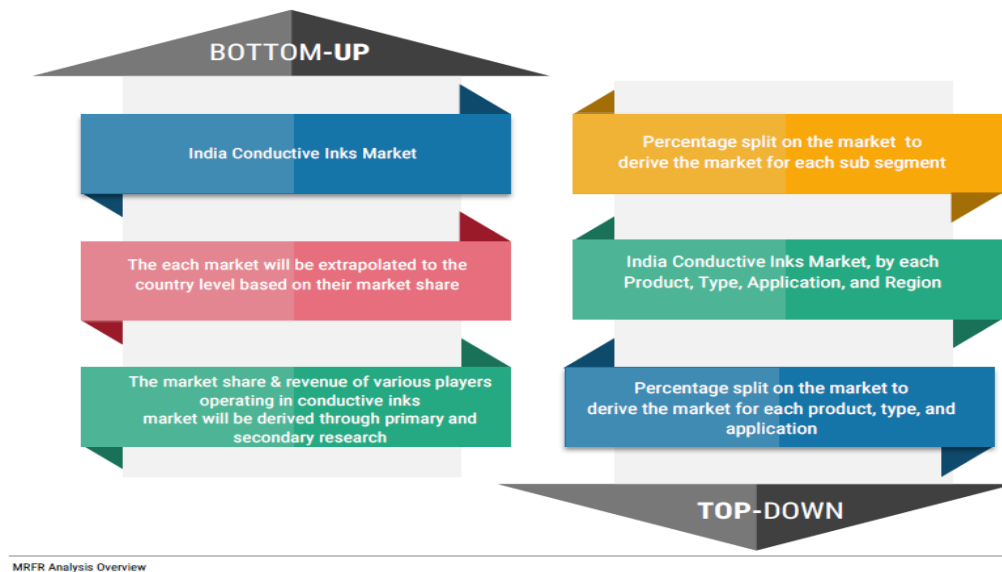 BOTTOM-UP
India Conductive Inks Market
The each market will be extrapolated to the
country level based on their market share
The market share & revenue of various players
operating in conductive inks
market will be derived through primary and
secondary research
Percentage split on the market to
derive the market for each sub segment
India Conductive Inks Market, by each
Product, Type, Application, and Region
Percentage split on the market to
derive the market for each product, type, and
application
TOP-DOWN
MRFR Analysis Overview